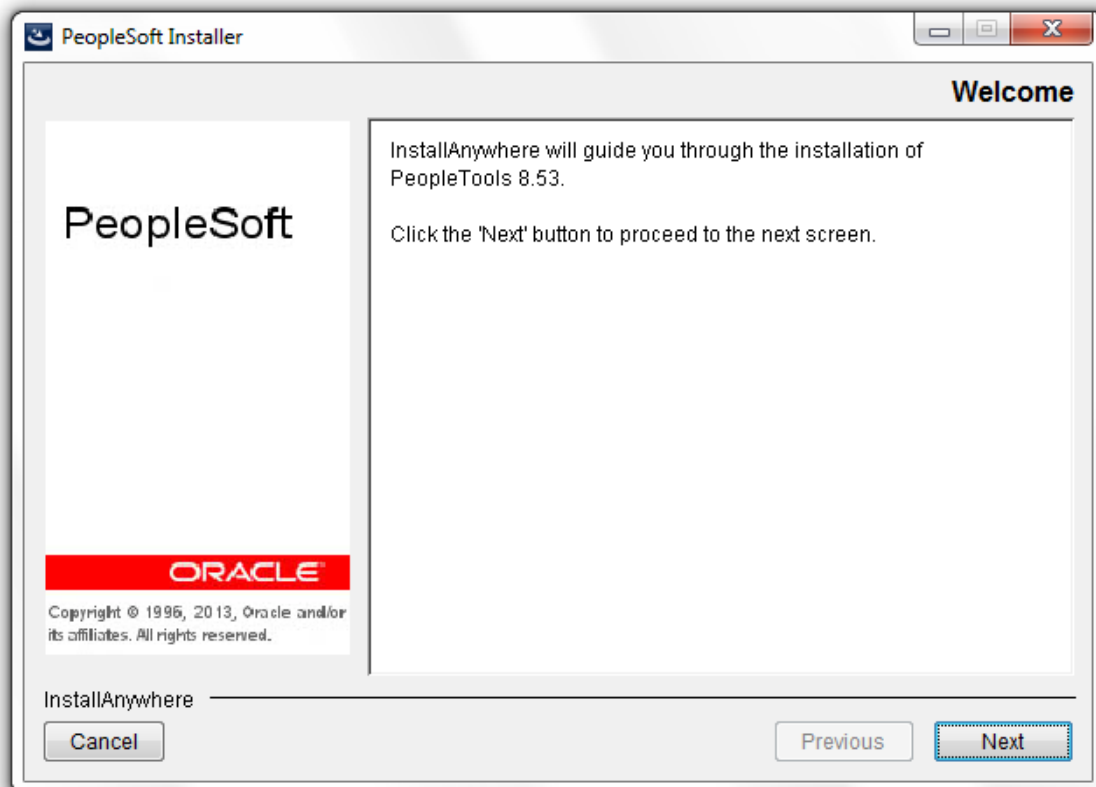 PeopleSoft Installer
Welcome
PeopleSoft
ORACLE
Copyright © 1996, 2013, Oracle and/or
its affiliates. All rights reserved.
InstallAnywhere will guide you through the installation of
PeopleTools 8.53.
Click the 'Next' button to proceed to the next screen.
InstallAnywhere
Cancel
Previous
Next